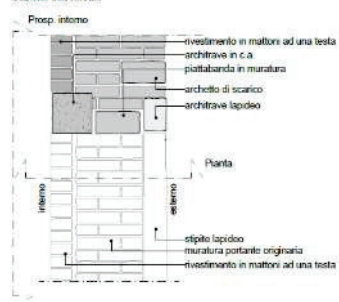 Prosp. interno
rivestimento in mattoni ad una testa
architrave in c.a.
piattabanda in muratura
archetto di scarico
architrave lapideo
Pianta
interno
esterno
stipite lapideo
muratura portante originaria
rivestimento in mattoni ad una testa